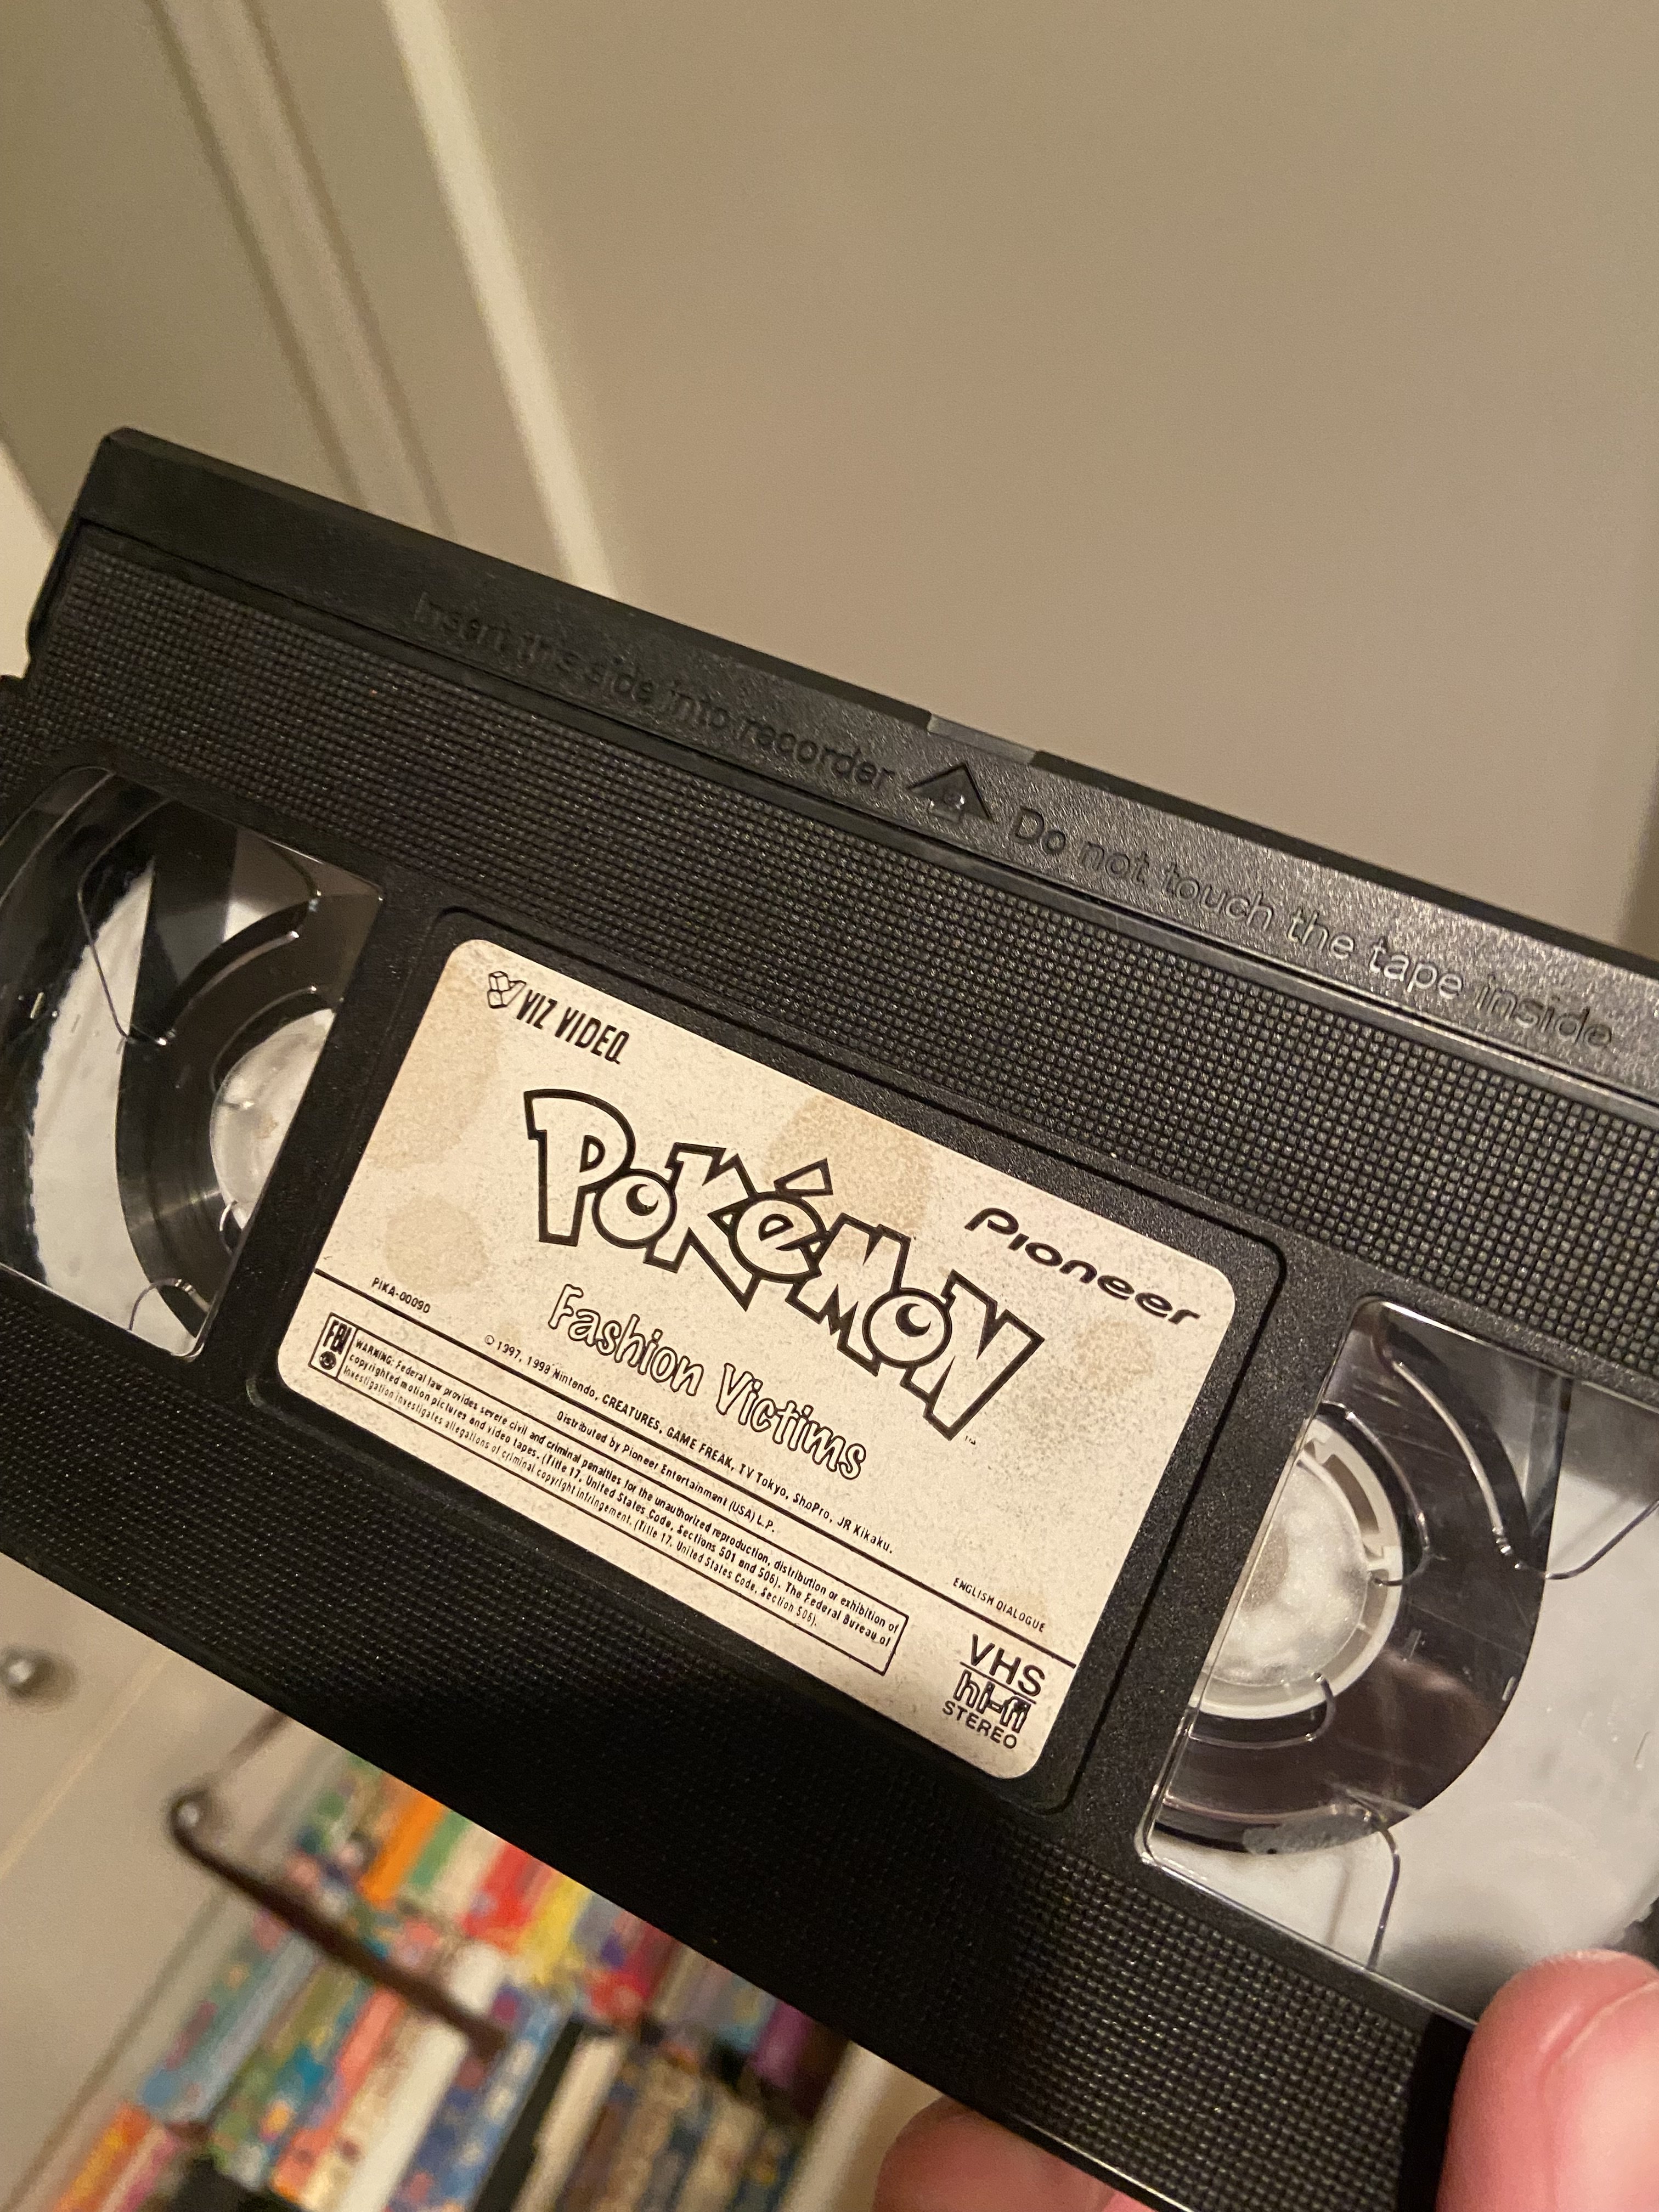 Insert this side into recorder Do not touch the tape inside
VIZ VIDEO
Pioneer
POKéMON
TM
Fashion Victims
PIKA-0009D
© 1997, 1998 Nintendo, CREATURES, GAME FREAK, TV Tokyo, ShoPro, JR Kikaku.
Distributed by Pioneer Entertainment (USA) L.P.
ENGLISH DIALOGUE
FBI
WARNING: Federal law provides severe civil and criminal penalties for the unauthorized reproduction, distribution or exhibition of
copyrighted motion pictures and video tapes. (Title 17, United States Code, Sections 501 and 506). The Federal Bureau of
Investigation investigates allegations of criminal copyright infringement. (Title 17, United States Code, Section 506).
VHS
hi-fi
STEREO